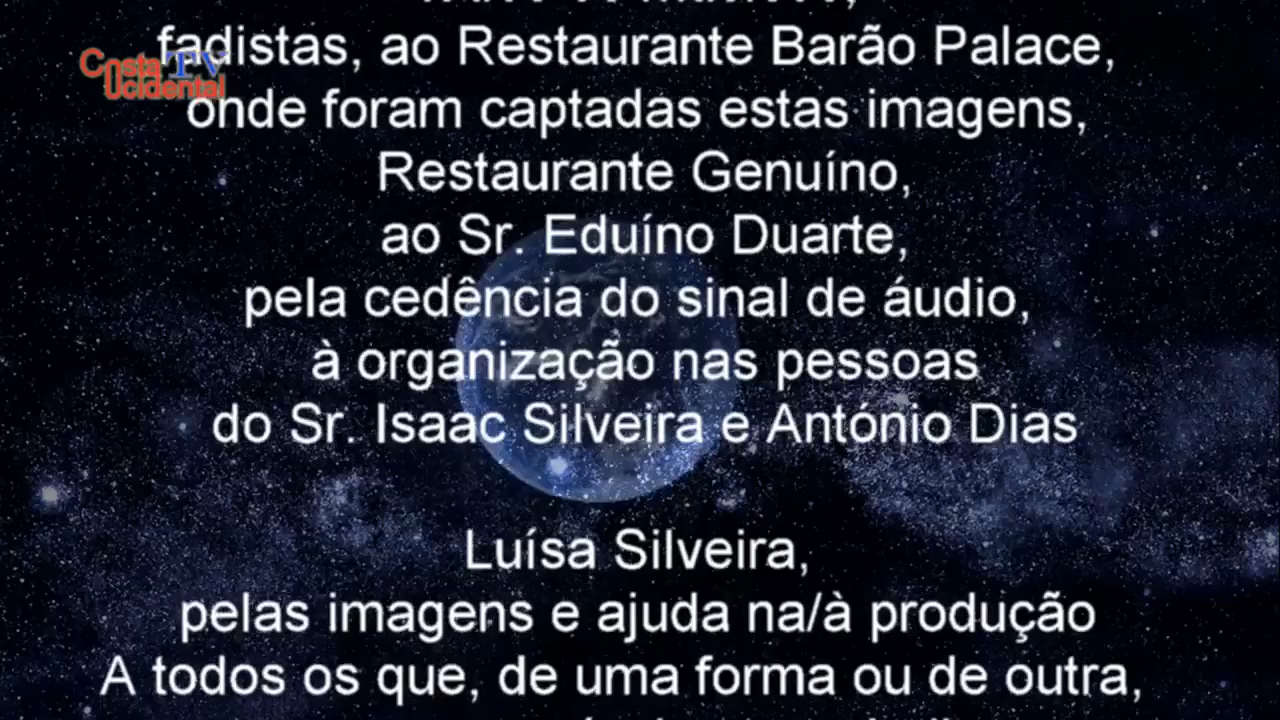 fadistas, ao Restaurante Barão Palace,
Costa TV
Ocidental
onde foram captadas estas imagens,
Restaurante Genuíno,
ao Sr. Eduíno Duarte,
pela cedência do sinal de áudio,
à organização nas pessoas
do Sr. Isaac Silveira e António Dias
Luísa Silveira,
pelas imagens e ajuda na/à produção
A todos os que, de uma forma ou de outra,